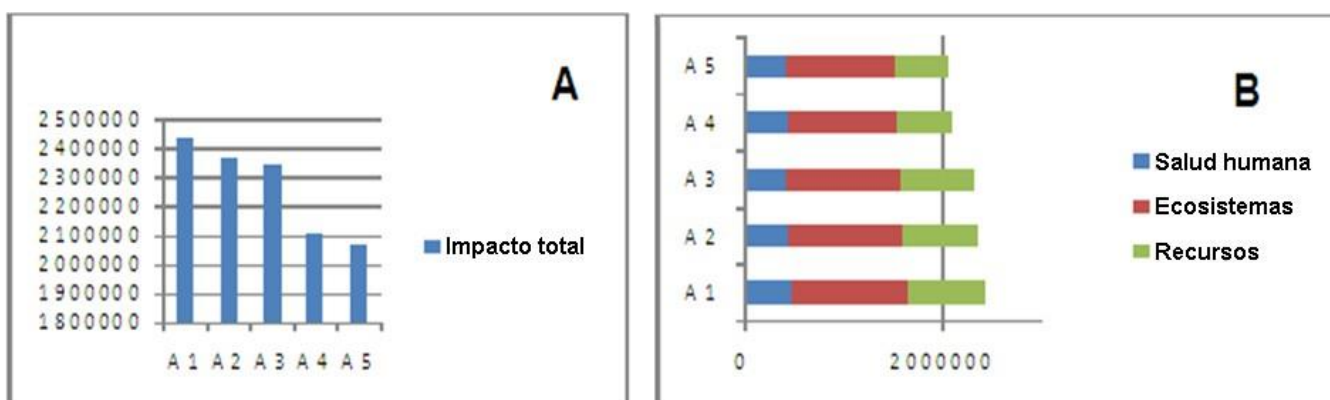 A
2500000
2400000
2300000
2200000
2100000
2000000
1900000
1800000
A 1 A 2 A 3 A 4 A 5
Impacto total
B
A 5
A 4
A 3
A 2
A 1
0 2000000
Salud humana
Ecosistemas
Recursos